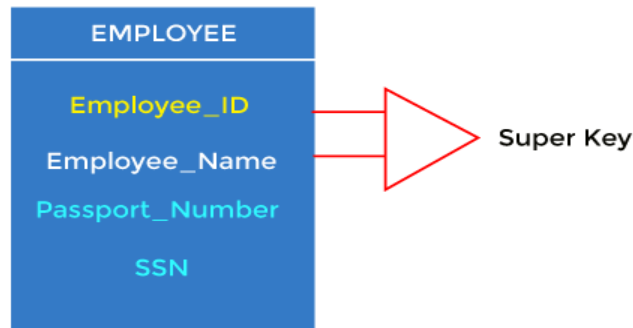 EMPLOYEE
Employee_ID
Employee_Name
Passport_Number
SSN
Super Key